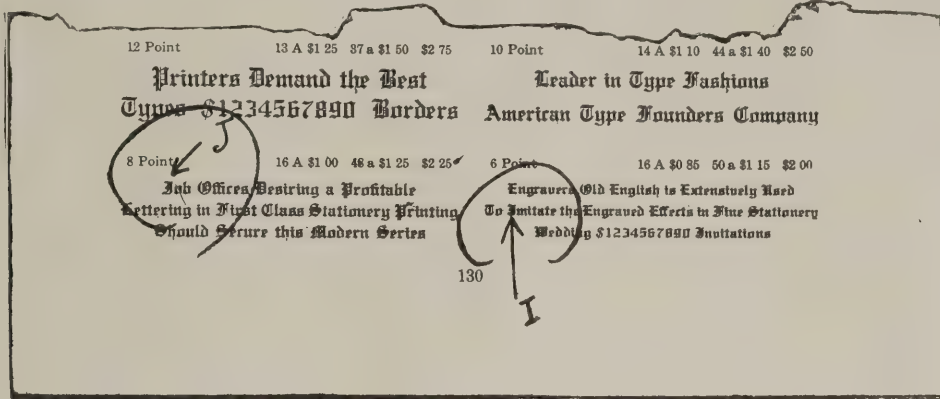 12 Point 13 A $1 25 37 a $1 50 $2 75
Printers Demand the Best
Types $1234567890 Borders
10 Point 14 A $1 10 44 a $1 40 $2 50
Leader in Type Fashions
American Type Founders Company
J
8 Point 16 A $1 00 48 a $1 25 $2 25
Job Offices Desiring a Profitable
Lettering in First Class Stationery Printing
Should Secure this Modern Series
6 Point 16 A $0 85 50 a $1 15 $2 00
Engravers Old English is Extensively Used
To Imitate the Engraved Effects in Fine Stationery
Wedding $1234567890 Invitations
130
I